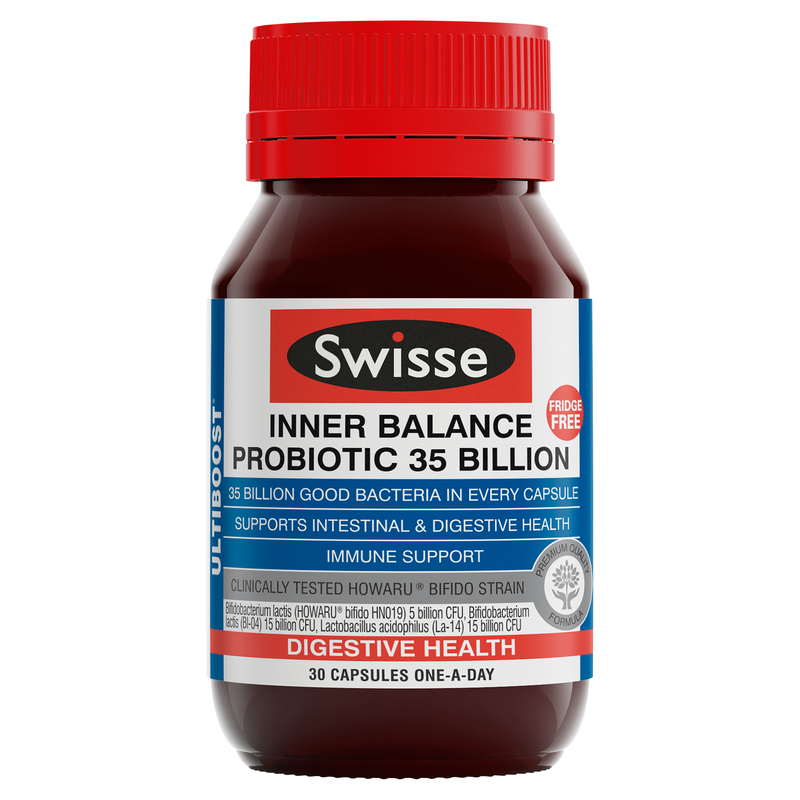 Swisse
INNER BALANCE
PROBIOTIC 35 BILLION
FRIDGE
FREE
ULTIBOOST
35 BILLION GOOD BACTERIA IN EVERY CAPSULE
SUPPORTS INTESTINAL & DIGESTIVE HEALTH
IMMUNE SUPPORT
CLINICALLY TESTED HOWARU® BIFIDO STRAIN
PREMIUM QUALITY
FORMULA
Bifidobacterium lactis (HOWARU® bifido HN019) 5 billion CFU, Bifidobacterium
lactis (BI-04) 15 billion CFU, Lactobacillus acidophilus (La-14) 15 billion CFU
DIGESTIVE HEALTH
30 CAPSULES ONE-A-DAY